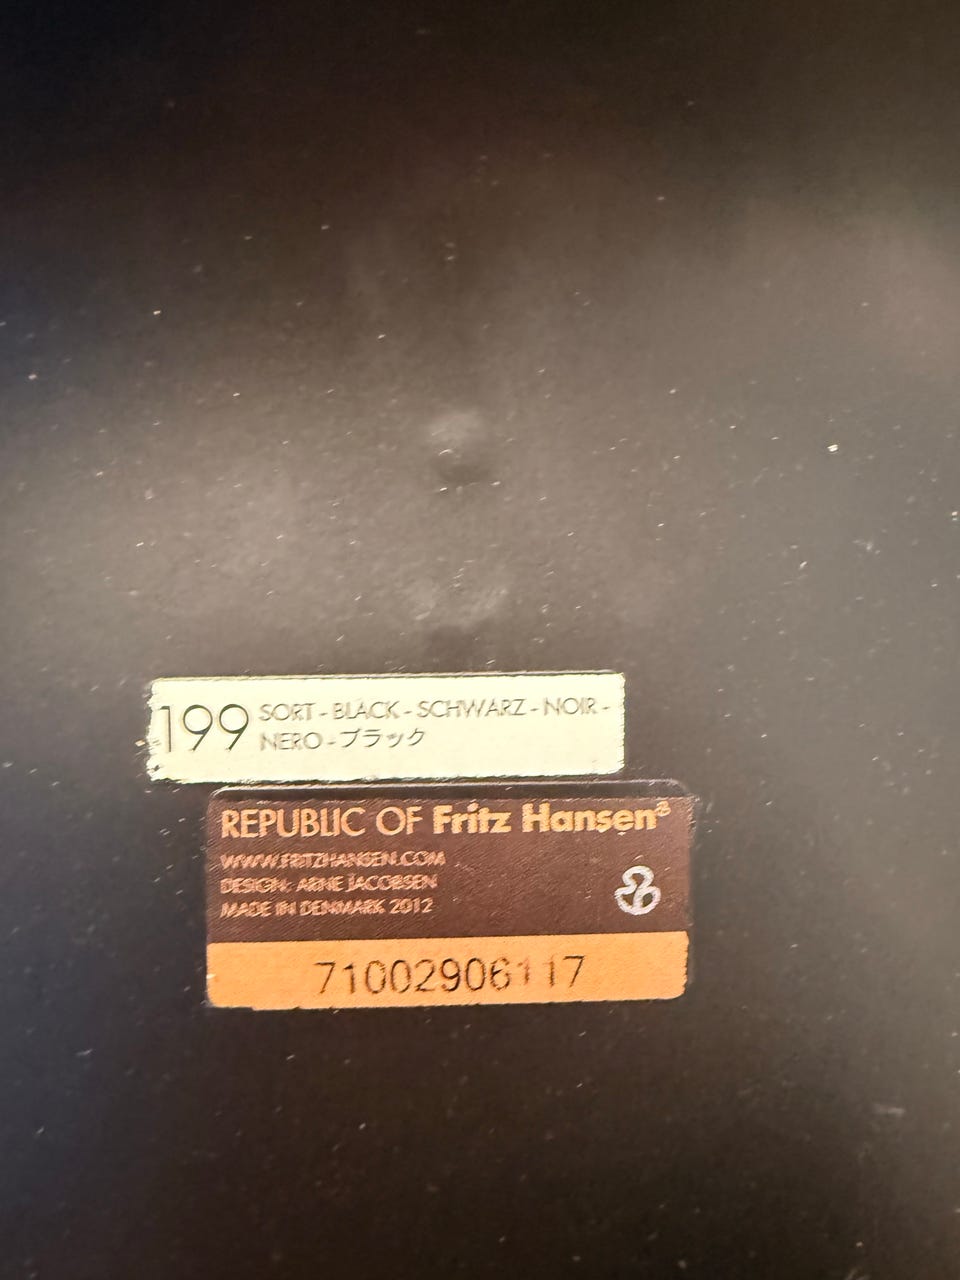 199 SORT - BLACK - SCHWARZ - NOIR -
NERO - ブラック
REPUBLIC OF Fritz Hansen®
WWW.FRITZHANSEN.COM
DESIGN: ARNE JACOBSEN
MADE IN DENMARK 2012
71002906117